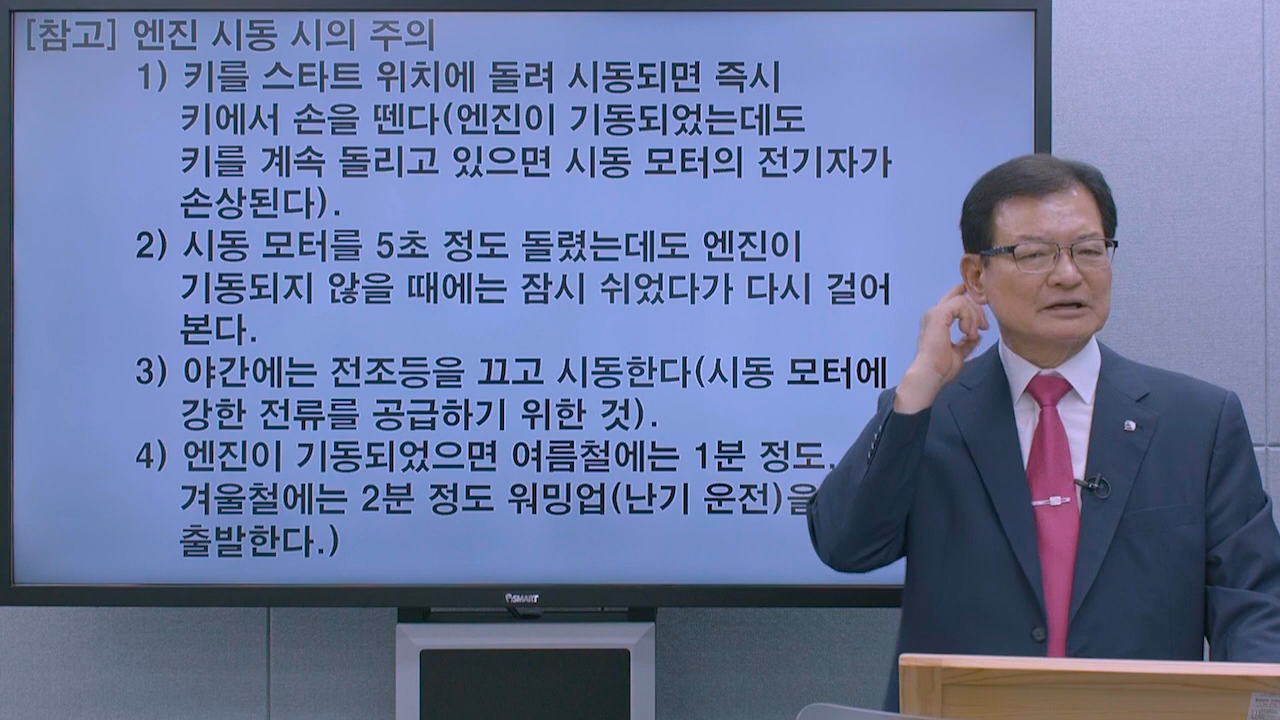 [참고] 엔진 시동 시의 주의
1) 키를 스타트 위치에 돌려 시동되면 즉시
키에서 손을 뗀다(엔진이 기동되었는데도
키를 계속 돌리고 있으면 시동 모터의 전기자가
손상된다).
2) 시동 모터를 5초 정도 돌렸는데도 엔진이
기동되지 않을 때에는 잠시 쉬었다가 다시 걸어
본다.
3) 야간에는 전조등을 끄고 시동한다(시동 모터에
강한 전류를 공급하기 위한 것).
4) 엔진이 기동되었으면 여름철에는 1분 정도.
겨울철에는 2분 정도 워밍업(난기 운전)을
출발한다.)
SMART